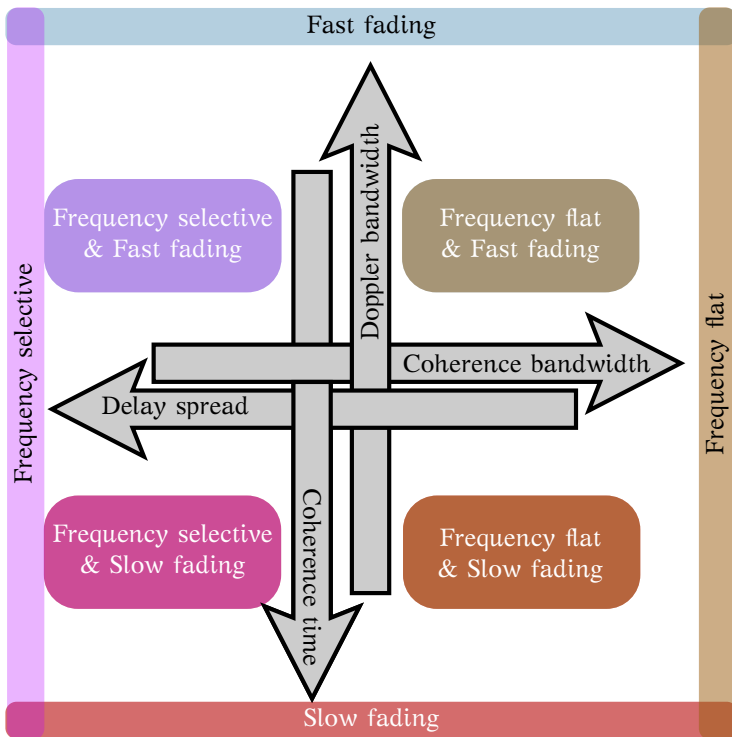 Fast fading
Doppler bandwidth
Frequency selective
& Fast fading
Frequency flat
& Fast fading
Frequency selective
Frequency flat
Coherence bandwidth
Delay spread
Coherence time
Frequency selective
& Slow fading
Frequency flat
& Slow fading
Slow fading